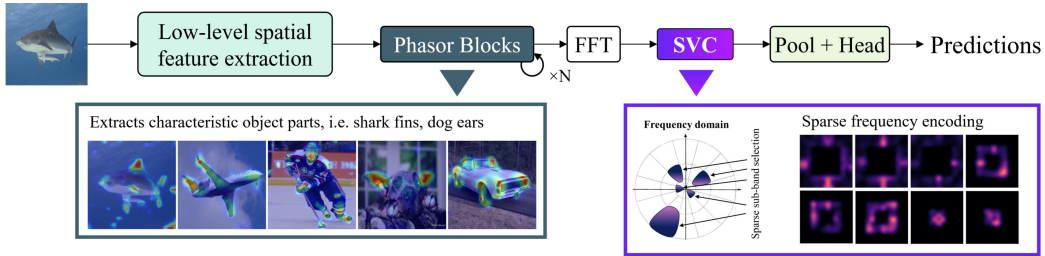 Low-level spatial
feature extraction
Phasor Blocks
×N
FFT
SVC
Pool + Head
Predictions
Extracts characteristic object parts, i.e. shark fins, dog ears
Frequency domain
Sparse sub-band selection
Sparse frequency encoding